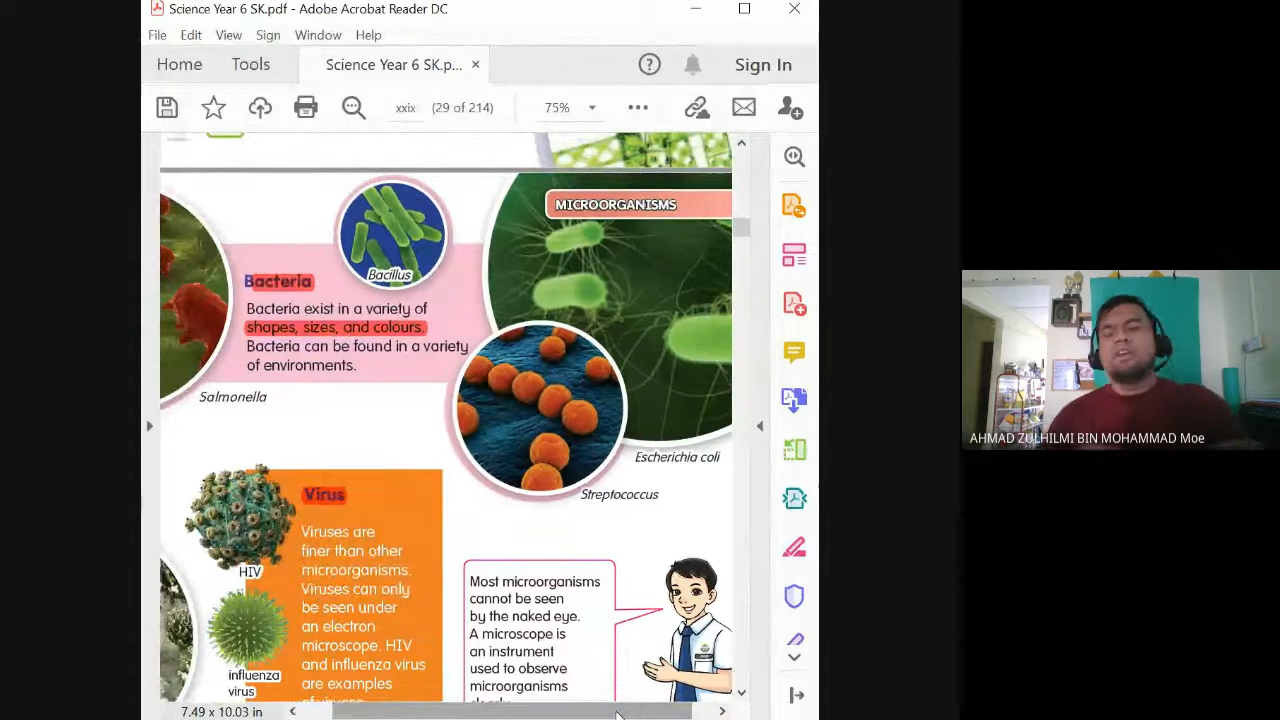 Science Year 6 SK.pdf - Adobe Acrobat Reader DC
File Edit View Sign Window Help
Home Tools Science Year 6 SK.p... × Sign In
xxix (29 of 214) 75%
MICROORGANISMS
Bacillus
Bacteria
Bacteria exist in a variety of
shapes, sizes, and colours.
Bacteria can be found in a variety
of environments.
Salmonella
Escherichia coli
Streptococcus
Virus
Viruses are
finer than other
microorganisms.
Viruses can only
be seen under
an electron
microscope. HIV
and influenza virus
are examples
of viruses.
HIV
influenza
virus
Most microorganisms
cannot be seen
by the naked eye.
A microscope is
an instrument
used to observe
microorganisms
clearly.
7.49 x 10.03 in
AHMAD ZULHILMI BIN MOHAMMAD Moe